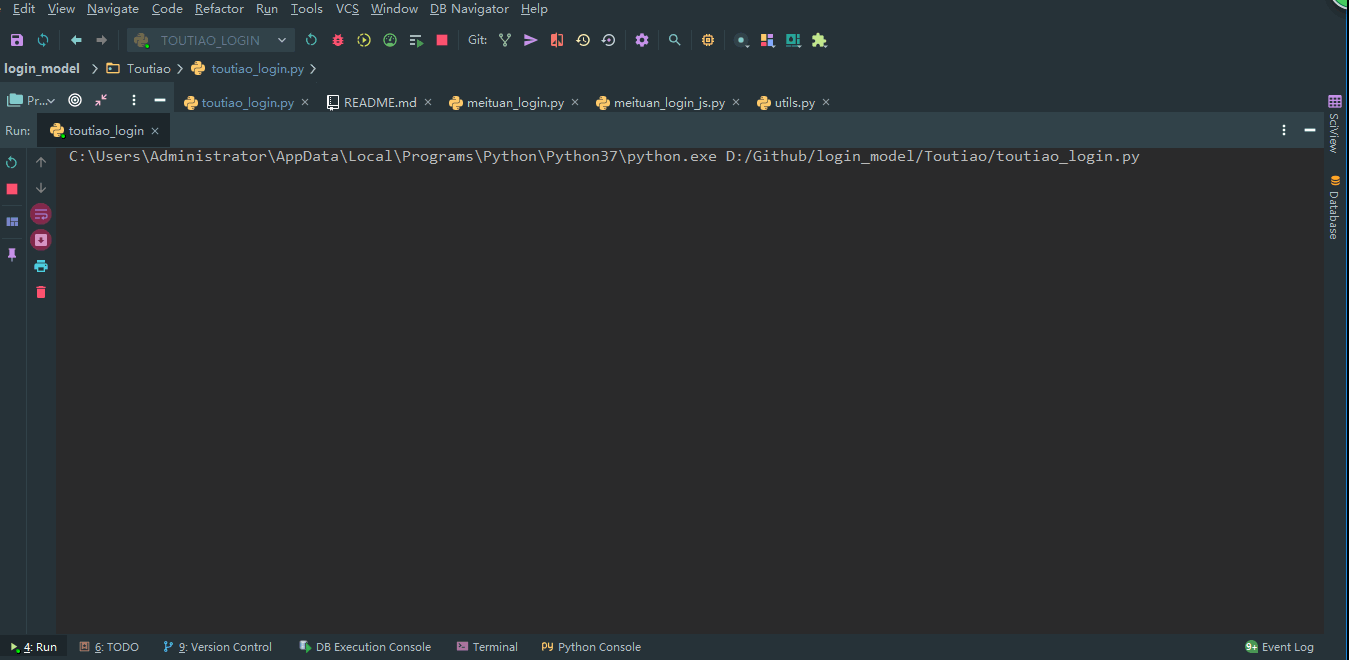 Edit View Navigate Code Refactor Run Tools VCS Window DB Navigator Help
TOUTIAO_LOGIN Git:
login_model Toutiao toutiao_login.py
Pr... toutiao_login.py README.md meituan_login.py meituan_login_js.py utils.py
Run: toutiao_login
C:\Users\Administrator\AppData\Local\Programs\Python\Python37\python.exe D:/Github/login_model/Toutiao/toutiao_login.py
SciView
Database
4: Run 6: TODO 9: Version Control DB Execution Console Terminal Python Console 9+ Event Log